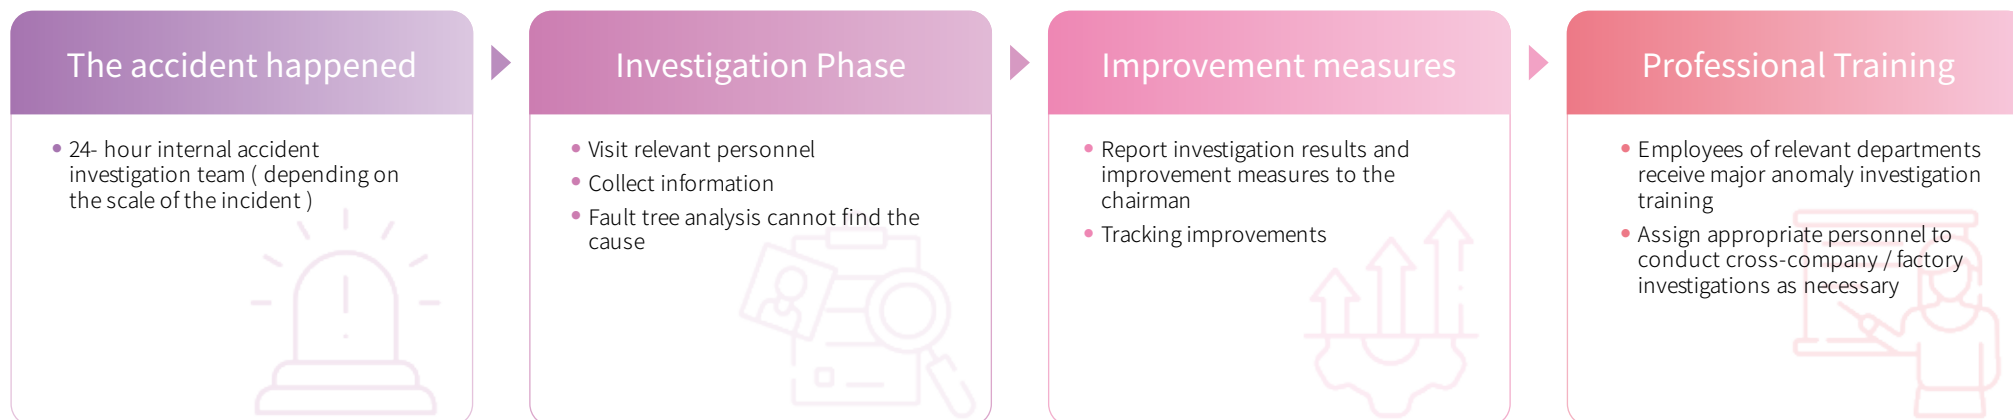 The accident happened
• 24- hour internal accident
investigation team ( depending on
the scale of the incident )
Investigation Phase
• Visit relevant personnel
• Collect information
• Fault tree analysis cannot find the
cause
Improvement measures
• Report investigation results and
improvement measures to the
chairman
• Tracking improvements
Professional Training
• Employees of relevant departments
receive major anomaly investigation
training
• Assign appropriate personnel to
conduct cross-company / factory
investigations as necessary